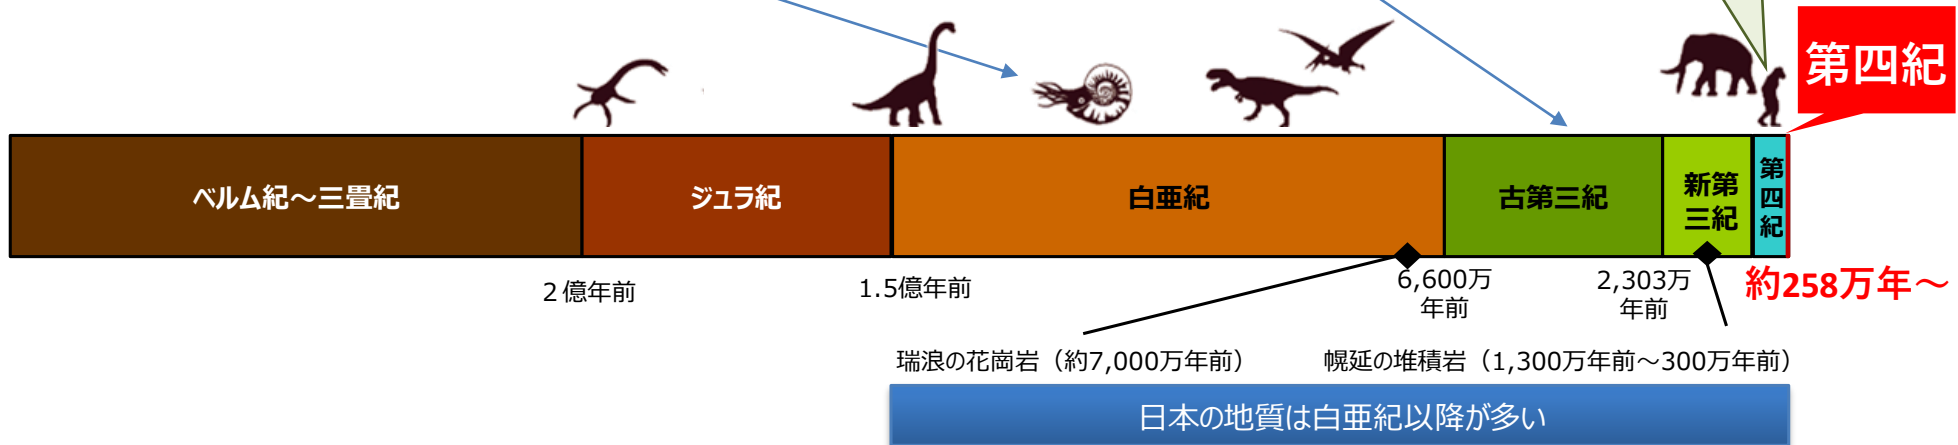 第四紀
ペルム紀～三畳紀
ジュラ紀
白亜紀
古第三紀
新第
三紀
第
四
紀
２億年前
1.5億年前
6,600万
年前
2,303万
年前
約258万年～
瑞浪の花崗岩（約7,000万年前）
幌延の堆積岩（1,300万年前～300万年前）
日本の地質は白亜紀以降が多い